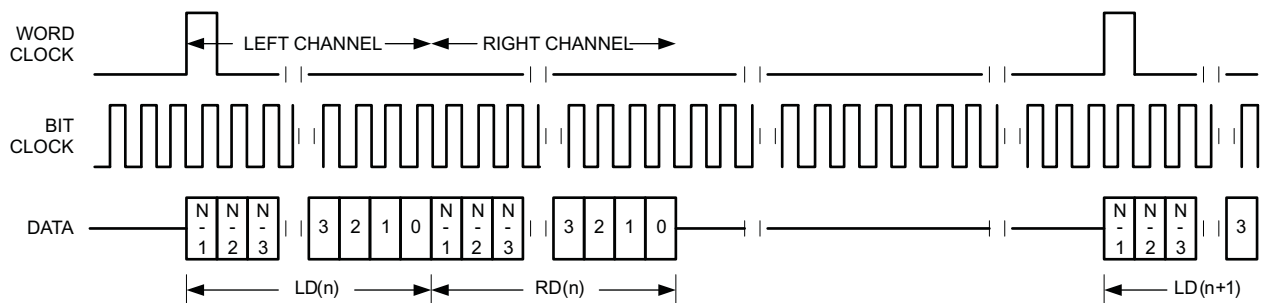 WORD
CLOCK
LEFT CHANNEL
RIGHT CHANNEL
BIT
CLOCK
DATA
N
-
1
N
-
2
N
-
3
3
2
1
0
N
-
1
N
-
2
N
-
3
3
2
1
0
N
-
1
N
-
2
N
-
3
3
LD(n)
RD(n)
LD(n+1)